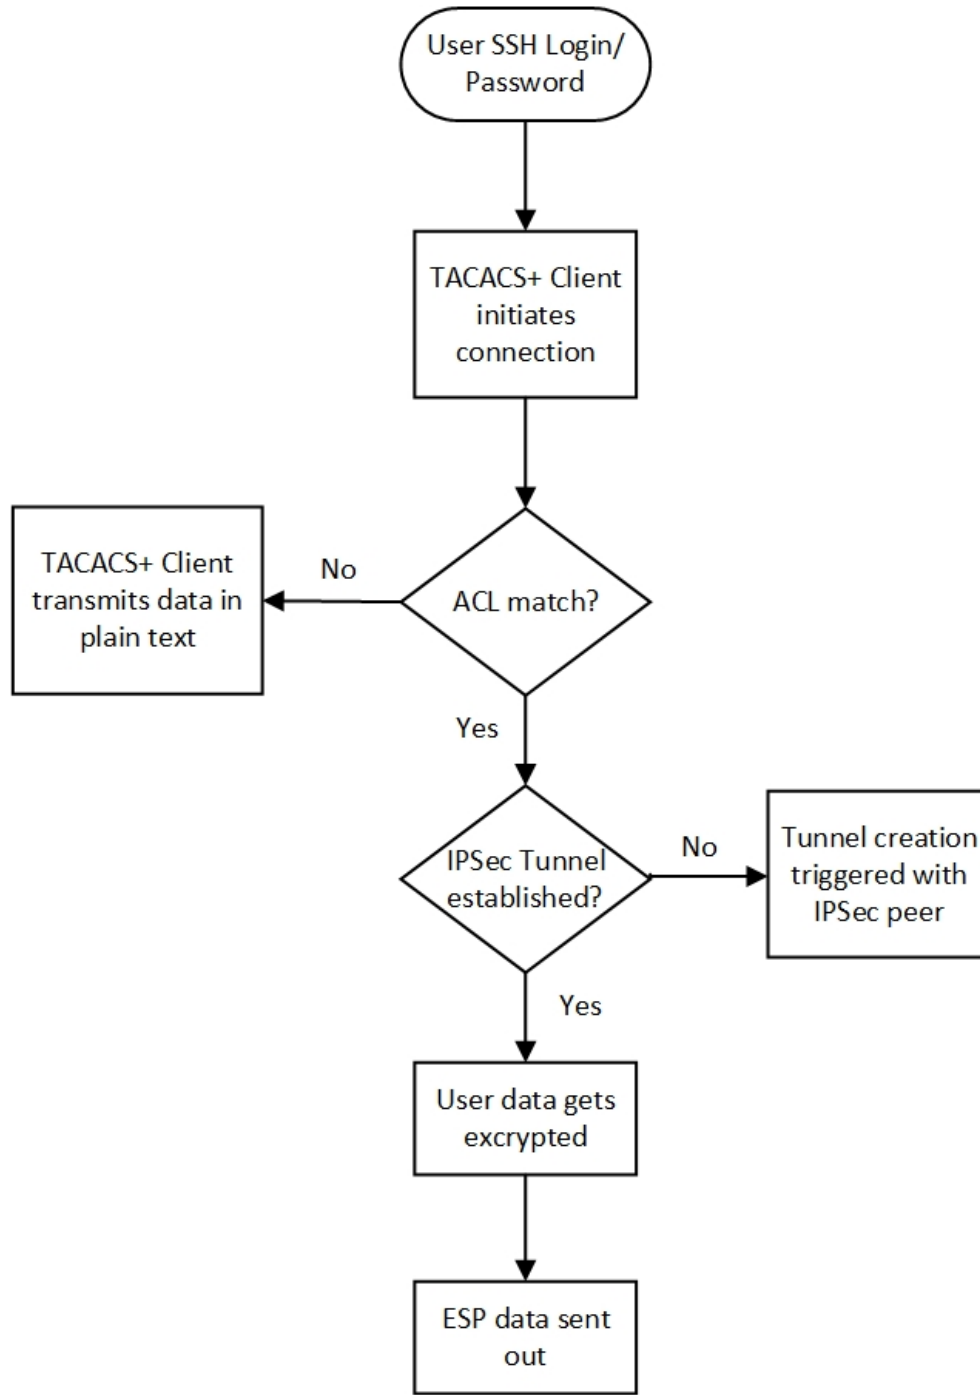 User SSH Login/
Password
TACACS+ Client
initiates
connection
ACL match?
No
TACACS+ Client
transmits data in
plain text
Yes
IPSec Tunnel
established?
No
Tunnel creation
triggered with
IPSec peer
Yes
User data gets
excrypted
ESP data sent
out